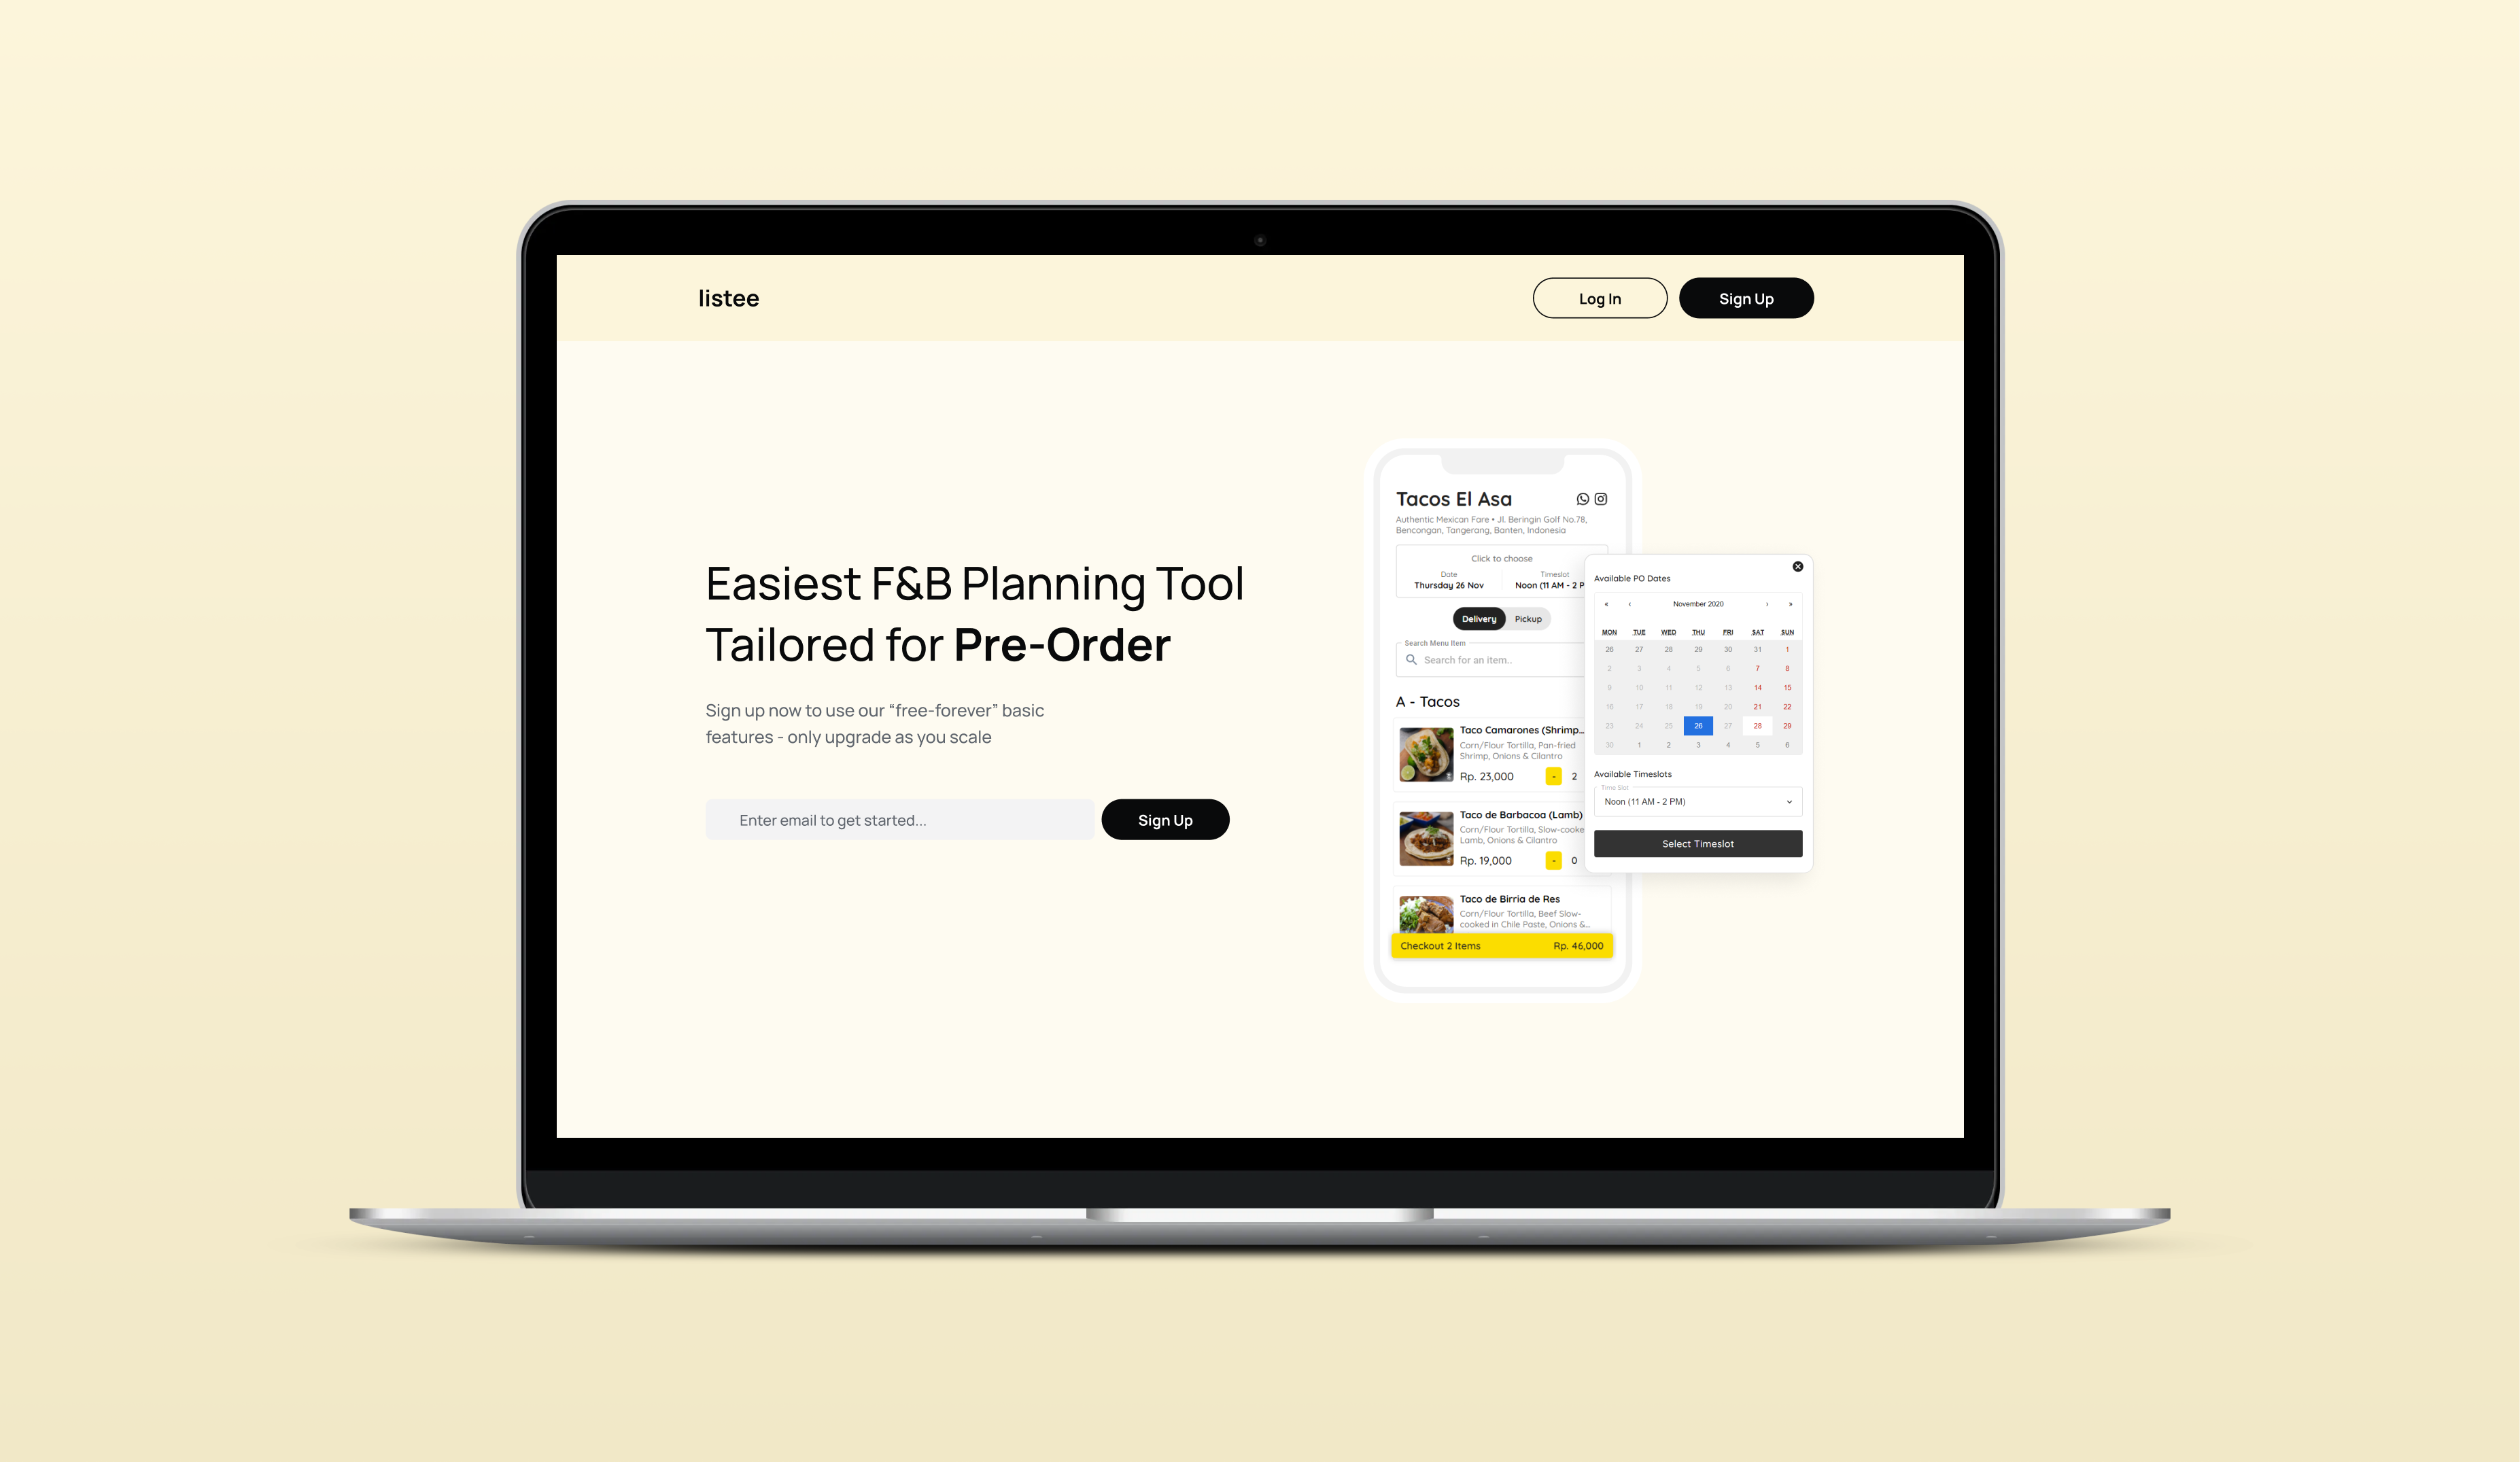 listee
Log In
Sign Up
Easiest F&B Planning Tool
Tailored for Pre-Order
Sign up now to use our “free-forever” basic
features - only upgrade as you scale
Enter email to get started...
Sign Up
Tacos El Asa
Authentic Mexican Fare • Jl. Beringin Golf No.78,
Bencongan, Tangerang, Banten, Indonesia
Click to choose
Date
Timeslot
Thursday 26 Nov
Noon (11 AM - 2 P
Delivery
Pickup
Search Menu Item
Search for an item..
A - Tacos
Taco Camarones (Shrimp...
Corn/Flour Tortilla, Pan-fried
Shrimp, Onions & Cilantro
Rp. 23,000
- 2
Taco de Barbacoa (Lamb)
Corn/Flour Tortilla, Slow-cooke
Lamb, Onions & Cilantro
Rp. 19,000
- 0
Taco de Birria de Res
Corn/Flour Tortilla, Beef Slow-
cooked in Chile Paste, Onions &..
Checkout 2 Items
Rp. 46,000
Available PO Dates
« ‹ November 2020 › »
MON TUE WED THU FRI SAT SUN
26 27 28 29 30 31 1
2 3 4 5 6 7 8
9 10 11 12 13 14 15
16 17 18 19 20 21 22
23 24 25 26 27 28 29
30 1 2 3 4 5 6
Available Timeslots
Time Slot
Noon (11 AM - 2 PM)
Select Timeslot